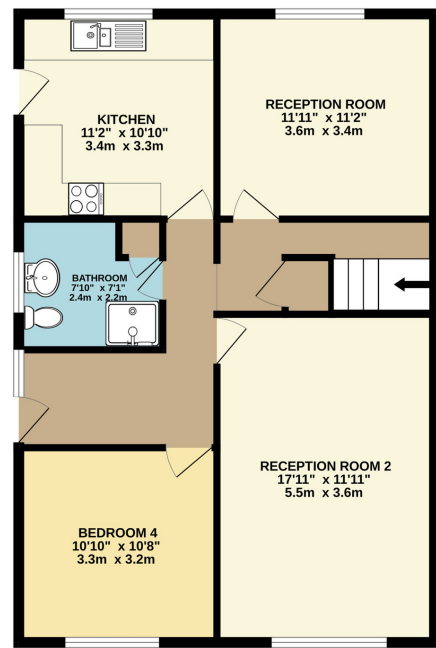 KITCHEN
11'2" x 10'10"
3.4m x 3.3m
RECEPTION ROOM
11'11" x 11'2"
3.6m x 3.4m
BATHROOM
7'10" x 7'1"
2.4m x 2.2m
RECEPTION ROOM 2
17'11" x 11'11"
5.5m x 3.6m
BEDROOM 4
10'10" x 10'8"
3.3m x 3.2m